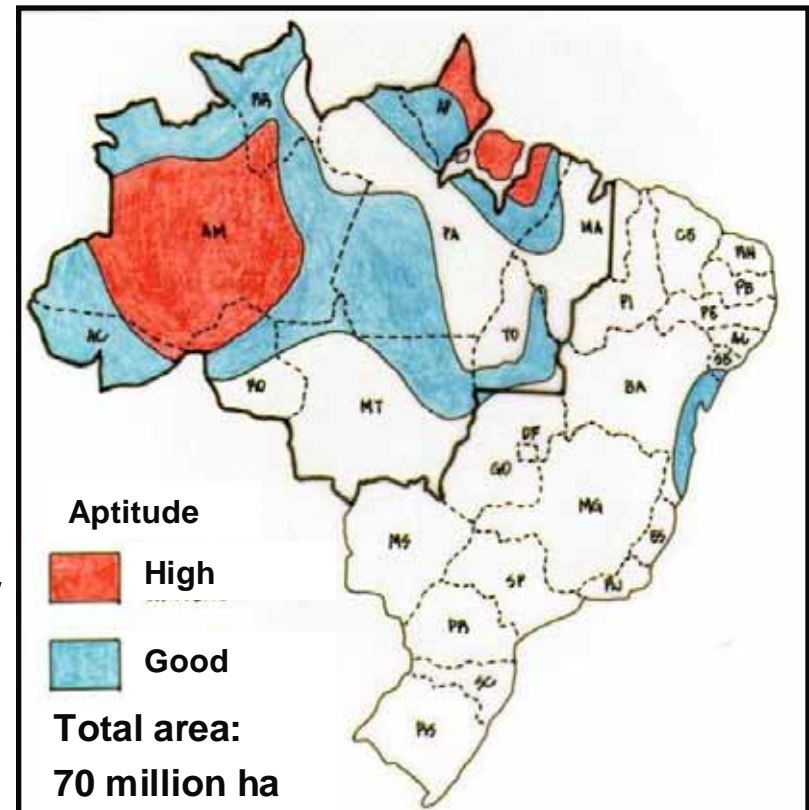 RR
AP
AM
PA
MA
CE
RN
PB
PE
AL
SE
PI
AC
TO
RO
MT
BA
DF
GO
MG
ES
MS
SP
RJ
PR
SC
RS
Aptitude
High
Good
Total area:
70 million ha